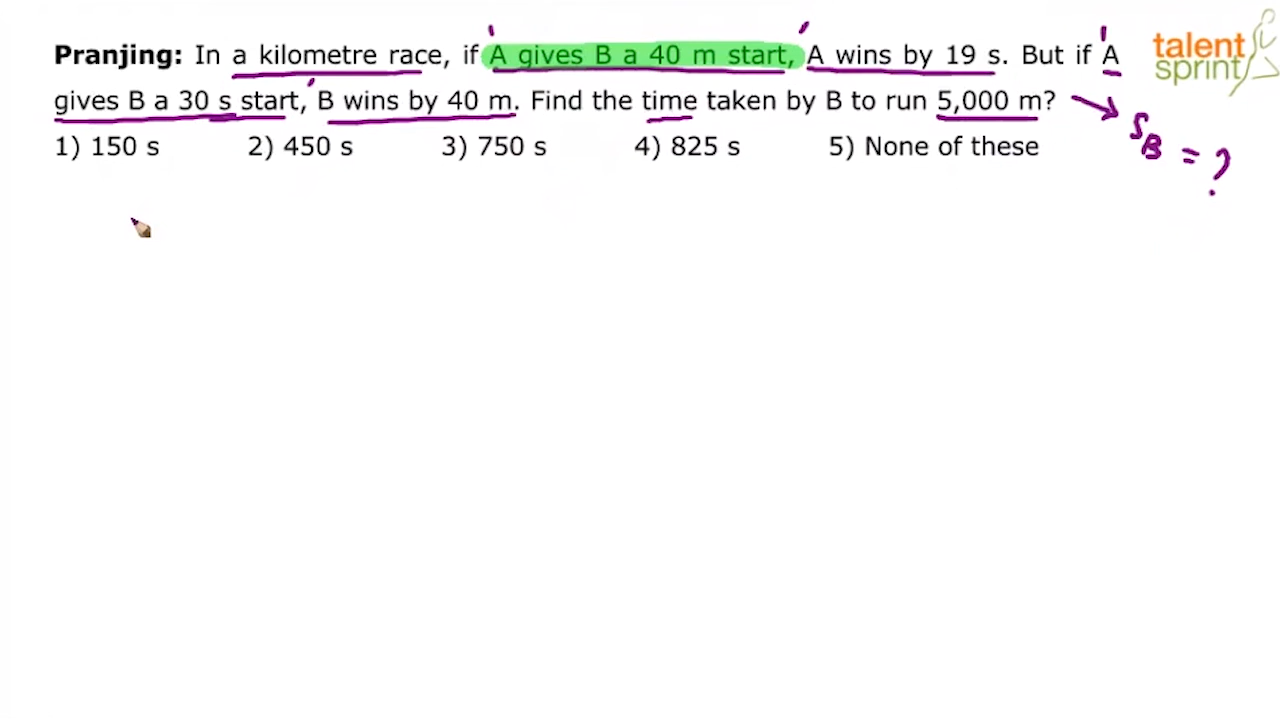 Pranjing: In a kilometre race, if A gives B a 40 m start, A wins by 19 s. But if A
gives B a 30 s start, B wins by 40 m. Find the time taken by B to run 5,000 m?
1) 150 s 2) 450 s 3) 750 s 4) 825 s 5) None of these
talent
sprint
S_B = ?